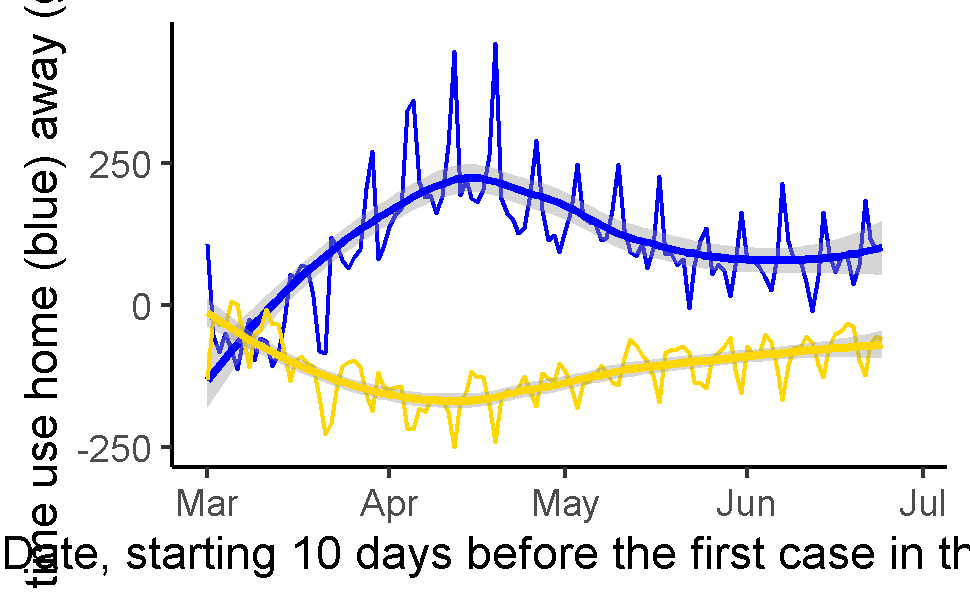 time use home (blue) away (
250
0
-250
Mar Apr May Jun Jul
Date, starting 10 days before the first case in th